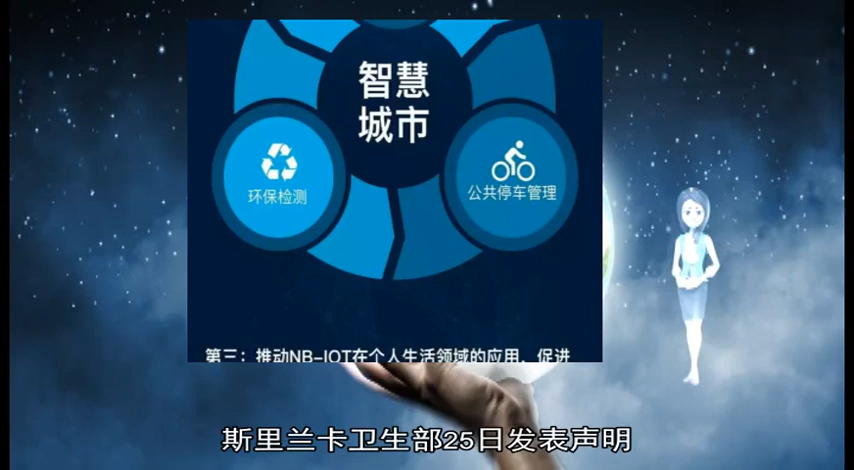 智慧
城市
环保检测
公共停车管理
第三：推动NB-IOT在个人生活领域的应用，促进
斯里兰卡卫生部25日发表声明